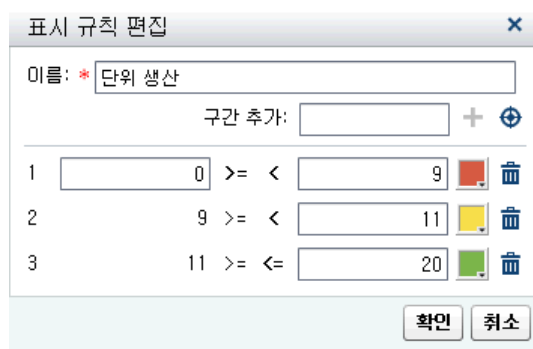 표시 규칙 편집
이름: * 단위 생산
구간 추가:
1 0 >= < 9
2 9 >= < 11
3 11 >= <= 20
확인 취소